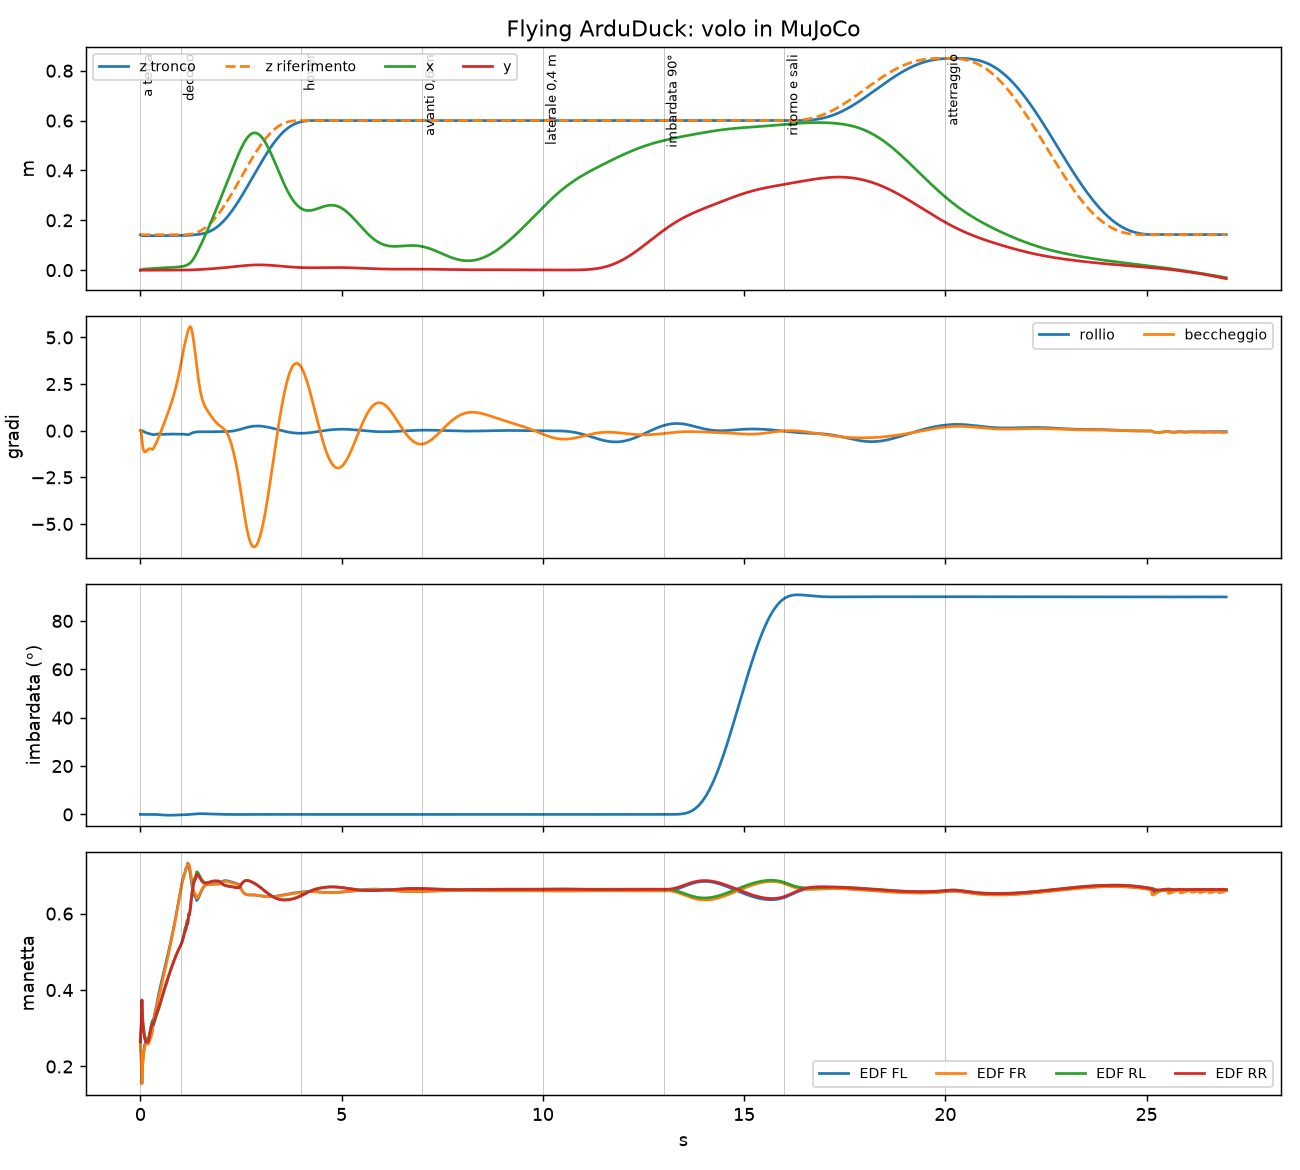 Flying ArduDuck: volo in MuJoCo
z tronco z riferimento x y
avanti 0,6 m
laterale 0,4 m
imbardata 90°
ritorno e sali
atterraggio
0.8
0.6
0.4
0.2
0.0
m
rollio beccheggio
5.0
2.5
0.0
−2.5
−5.0
gradi
80
60
40
20
0
imbardata (°)
0.6
0.4
0.2
manetta
EDF FL EDF FR EDF RL EDF RR
0 5 10 15 20 25
s